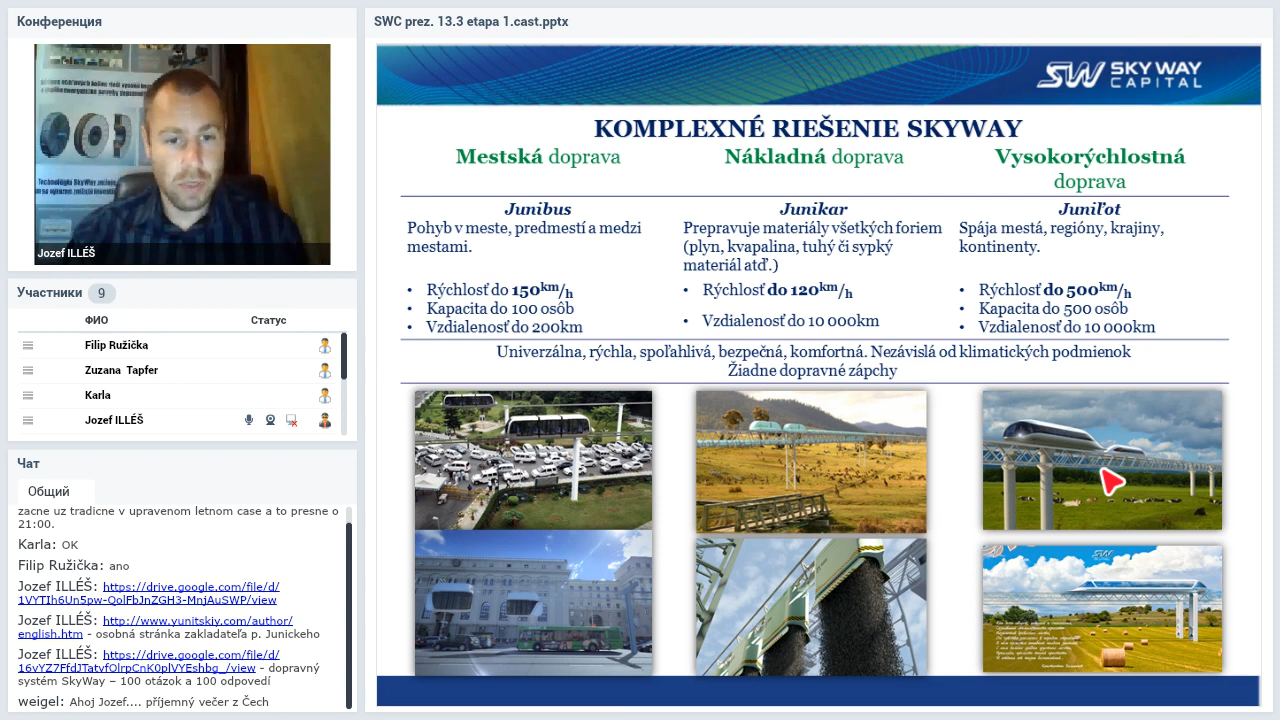 Конференция
Jozef ILLÉŠ
Участники 9
ФИО Статус
Filip Ružička
Zuzana Tapfer
Karla
Jozef ILLÉŠ
Чат
Общий
zacne uz tradicne v upravenom letnom case a to presne o
21:00.
Karla: OK
Filip Ružička: ano
Jozef ILLÉŠ: https://drive.google.com/file/d/
1VYTIh6Un5pw-QolFbJnZGH3-MnjAuSWP/view
Jozef ILLÉŠ: http://www.yunitskiy.com/author/
english.htm - osobná stránka zakladateľa p. Junickeho
Jozef ILLÉŠ: https://drive.google.com/file/d/
16vYZ7FfdJTatvfOlrpCnK0plVYEshbg_/view - dopravný
systém SkyWay – 100 otázok a 100 odpovedí
weigel: Ahoj Jozef.... příjemný večer z Čech
SWC prez. 13.3 etapa 1.cast.pptx
SW SKY WAY
CAPITAL
KOMPLEXNÉ RIEŠENIE SKYWAY
Mestská doprava
Nákladná doprava
Vysokorýchlostná
doprava
Junibus
Pohyb v meste, predmestí a medzi
mestami.
• Rýchlosť do 150km/h
• Kapacita do 100 osôb
• Vzdialenosť do 200km
Junikar
Prepravuje materiály všetkých foriem
(plyn, kvapalina, tuhý či sypký
materiál atď.)
• Rýchlosť do 120km/h
• Vzdialenosť do 10 000km
Juniľot
Spája mestá, regióny, krajiny,
kontinenty.
• Rýchlosť do 500km/h
• Kapacita do 500 osôb
• Vzdialenosť do 10 000km
Univerzálna, rýchla, spoľahlivá, bezpečná, komfortná. Nezávislá od klimatických podmienok
Žiadne dopravné zápchy